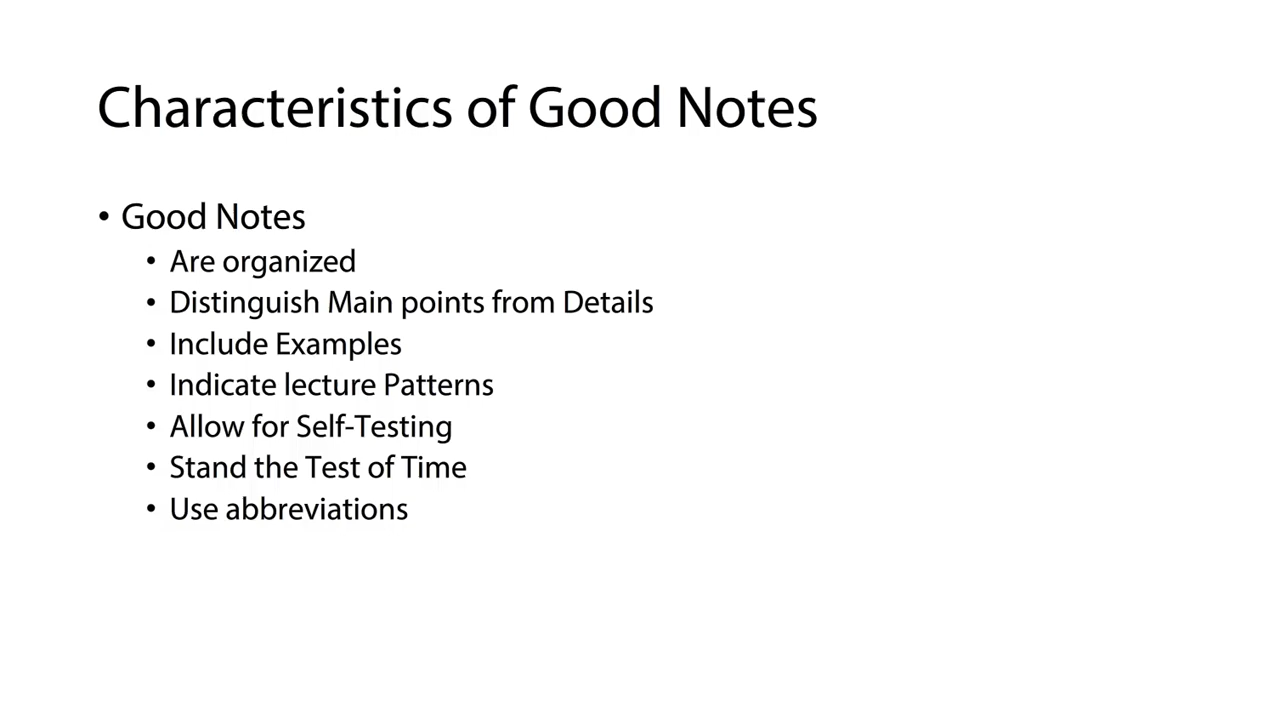 Characteristics of Good Notes
• Good Notes
• Are organized
• Distinguish Main points from Details
• Include Examples
• Indicate lecture Patterns
• Allow for Self-Testing
• Stand the Test of Time
• Use abbreviations